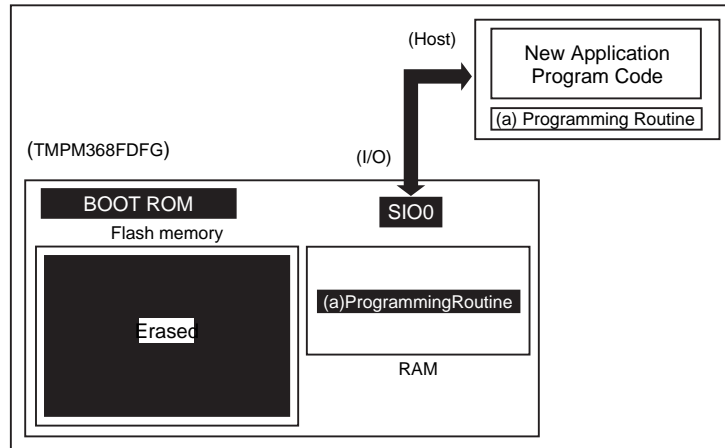 (Host)
New Application
Program Code
(a) Programming Routine
(TMPM368FDFG)
(I/O)
BOOT ROM
SIO0
Flash memory
(a)ProgrammingRoutine
Erased
RAM